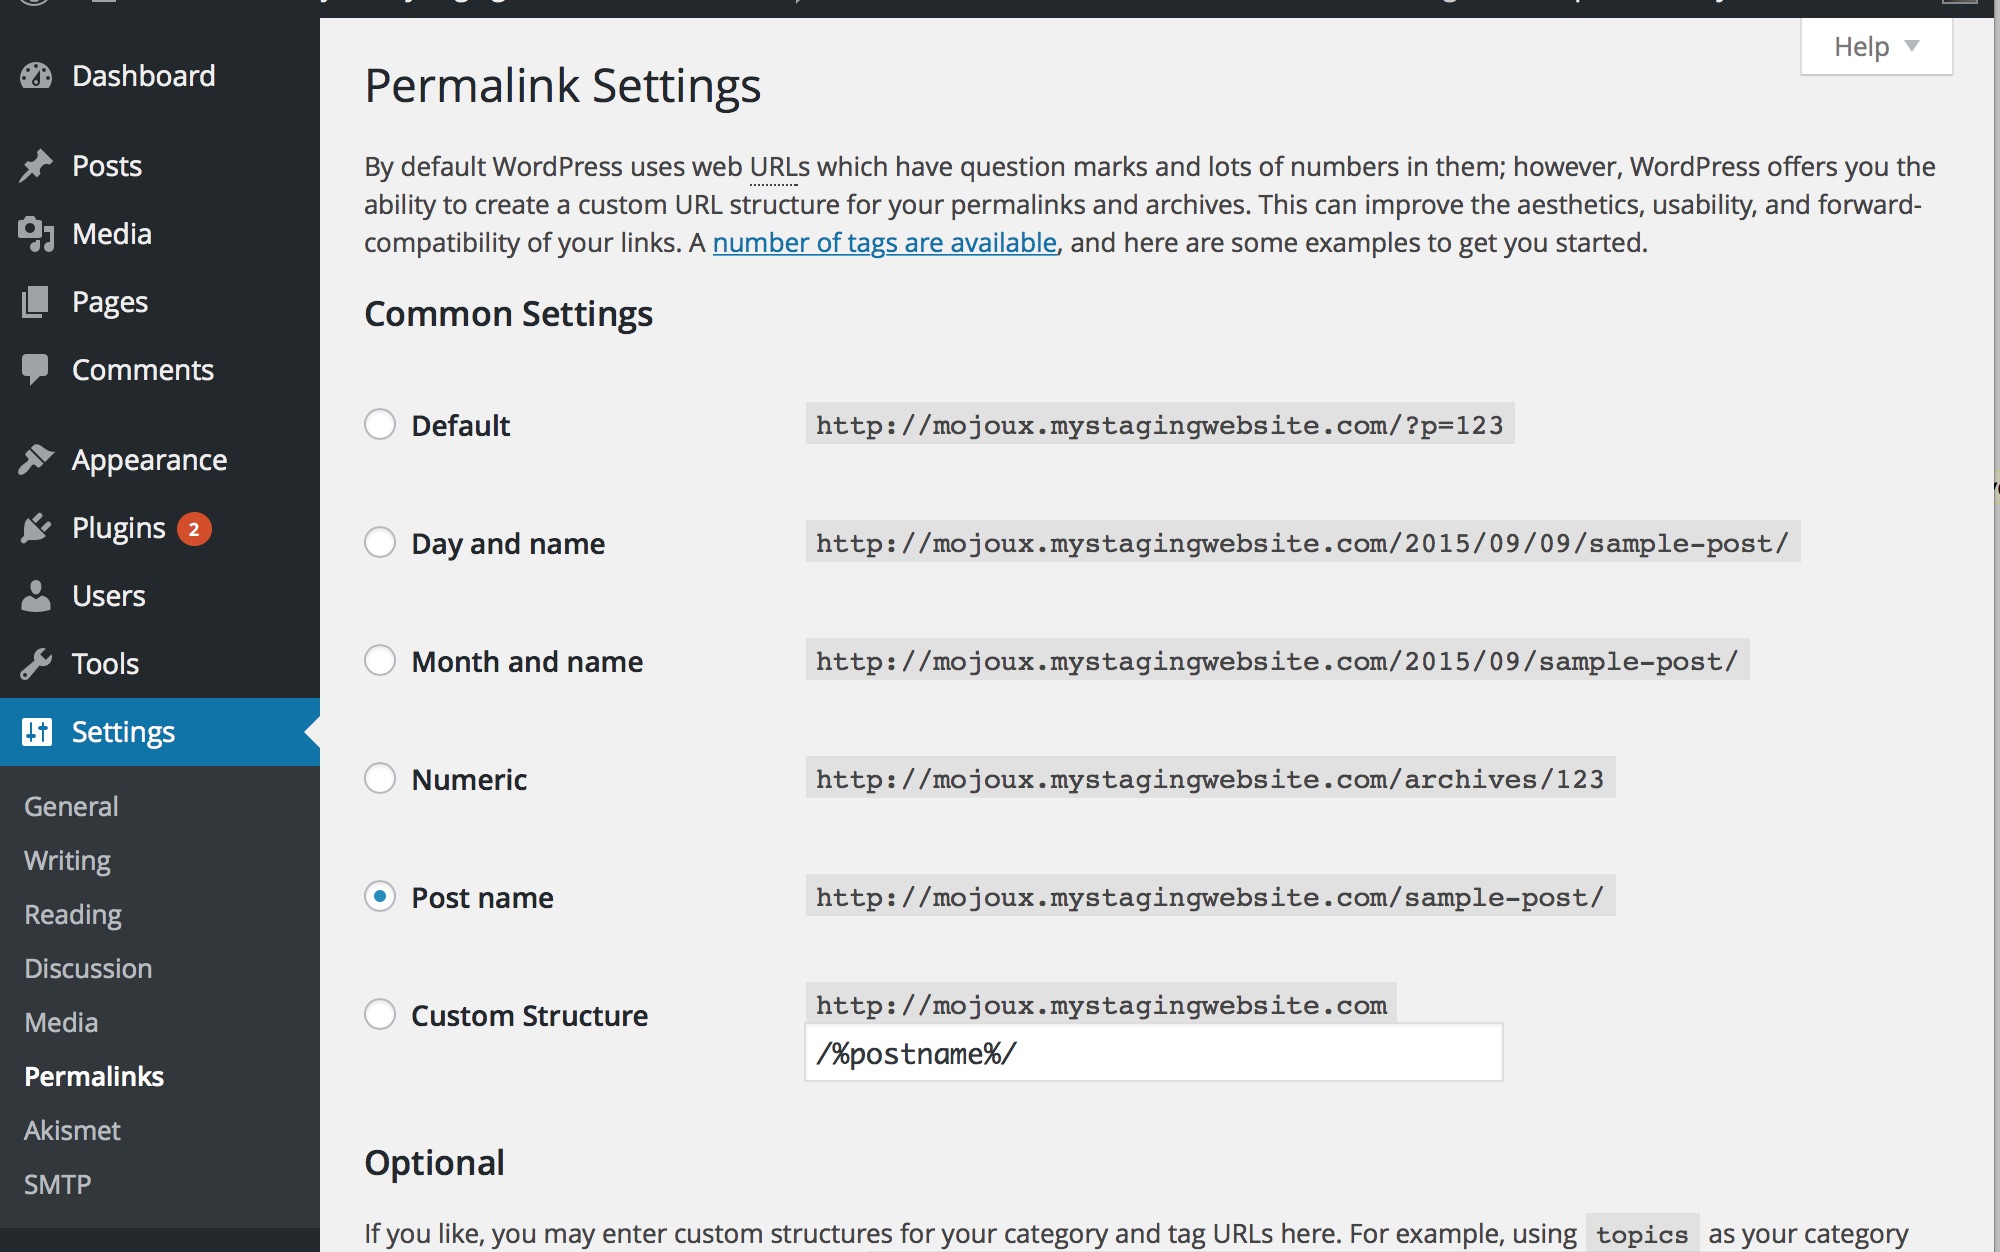 Help
Dashboard
Posts
Media
Pages
Comments
Appearance
Plugins 2
Users
Tools
Settings
General
Writing
Reading
Discussion
Media
Permalinks
Akismet
SMTP
Permalink Settings
By default WordPress uses web URLs which have question marks and lots of numbers in them; however, WordPress offers you the
ability to create a custom URL structure for your permalinks and archives. This can improve the aesthetics, usability, and forward-
compatibility of your links. A number of tags are available, and here are some examples to get you started.
Common Settings
Default http://mojoux.mystagingwebsite.com/?p=123
Day and name http://mojoux.mystagingwebsite.com/2015/09/09/sample-post/
Month and name http://mojoux.mystagingwebsite.com/2015/09/sample-post/
Numeric http://mojoux.mystagingwebsite.com/archives/123
Post name http://mojoux.mystagingwebsite.com/sample-post/
Custom Structure http://mojoux.mystagingwebsite.com
/%postname%/
Optional
If you like, you may enter custom structures for your category and tag URLs here. For example, using topics as your category